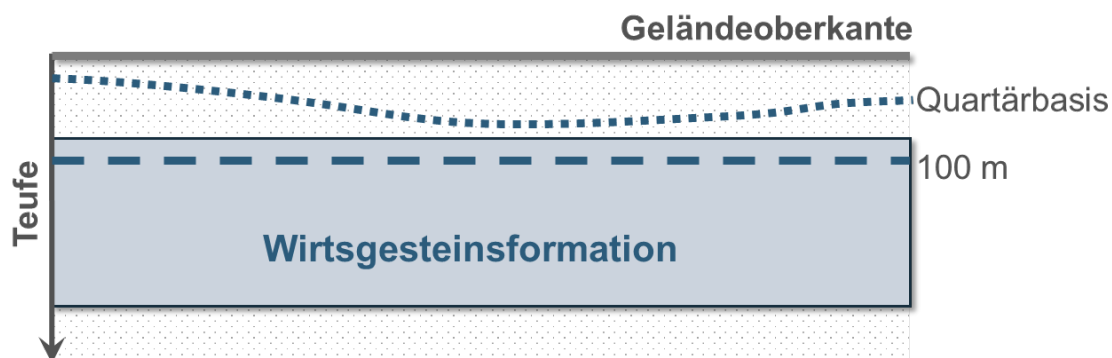 Geländeoberkante
Quartärbasis
100 m
Teufe
Wirtsgesteinsformation